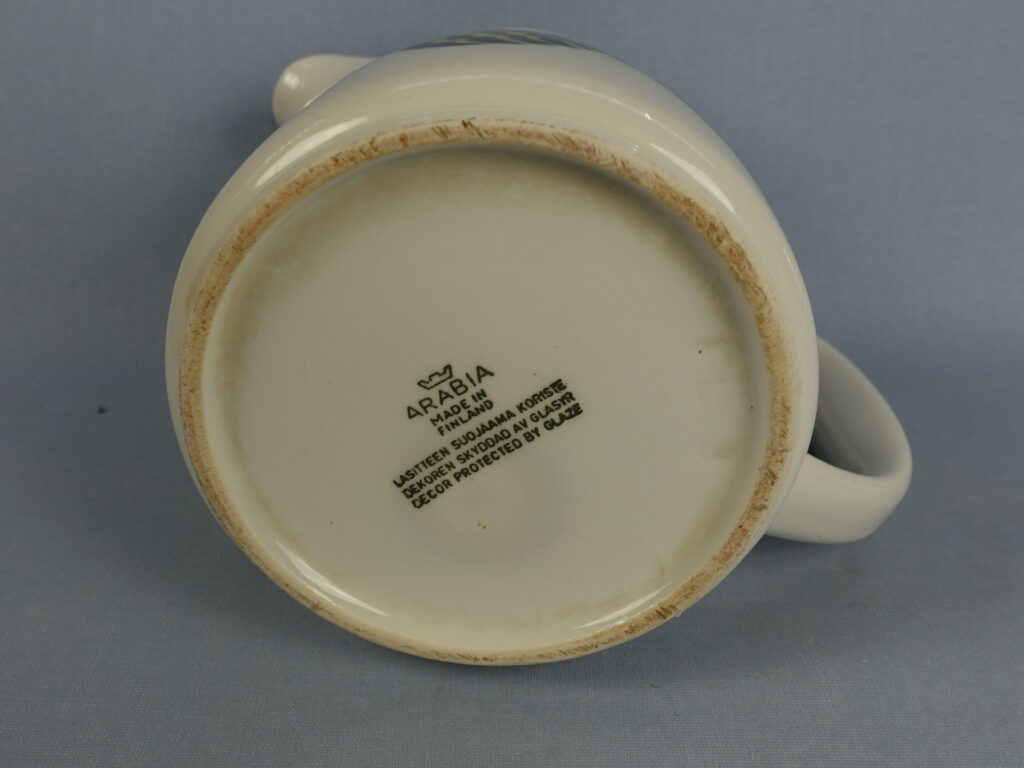 ARABIA
MADE IN
FINLAND
LASITTEEN SUOJAAMA KORISTE
DEKOREN SKYDDAD AV GLASYR
DECOR PROTECTED BY GLAZE